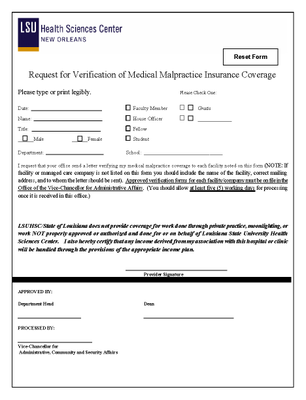 LSU Health Sciences Center
NEW ORLEANS
Reset Form
Request for Verification of Medical Malpractice Insurance Coverage
Please type or print legibly.
Please Check One:
Date:
Faculty Member
Name:
House Officer
Title:
Fellow
Male Female
Student
Department School
I request that your office send a letter verifying my medical malpractice coverage to each facility noted on this form (NOTE: If
facility or managed care company is not listed on this form you should include the name of the facility, correct mailing
address, and to whom the letter should be sent). Approved verification forms for each facility/company must be on file in the
Office of the Vice-Chancellor for Administrative Affairs. (You should allow at least five (5) working days for processing
once it is received in this office.)
LSUHSC/State of Louisiana does not provide coverage for work done through private practice, moonlighting, or
work NOT properly approved or authorized and done for or on behalf of Louisiana State University Health
Sciences Center. I also hereby certify that any income derived from my association with this hospital or clinic
will be handled through the provisions of the appropriate income plan.
Provider Signature
APPROVED BY:
Department Head Dean
PROCESSED BY:
Vice-Chancellor for
Administrative, Community and Security Affairs